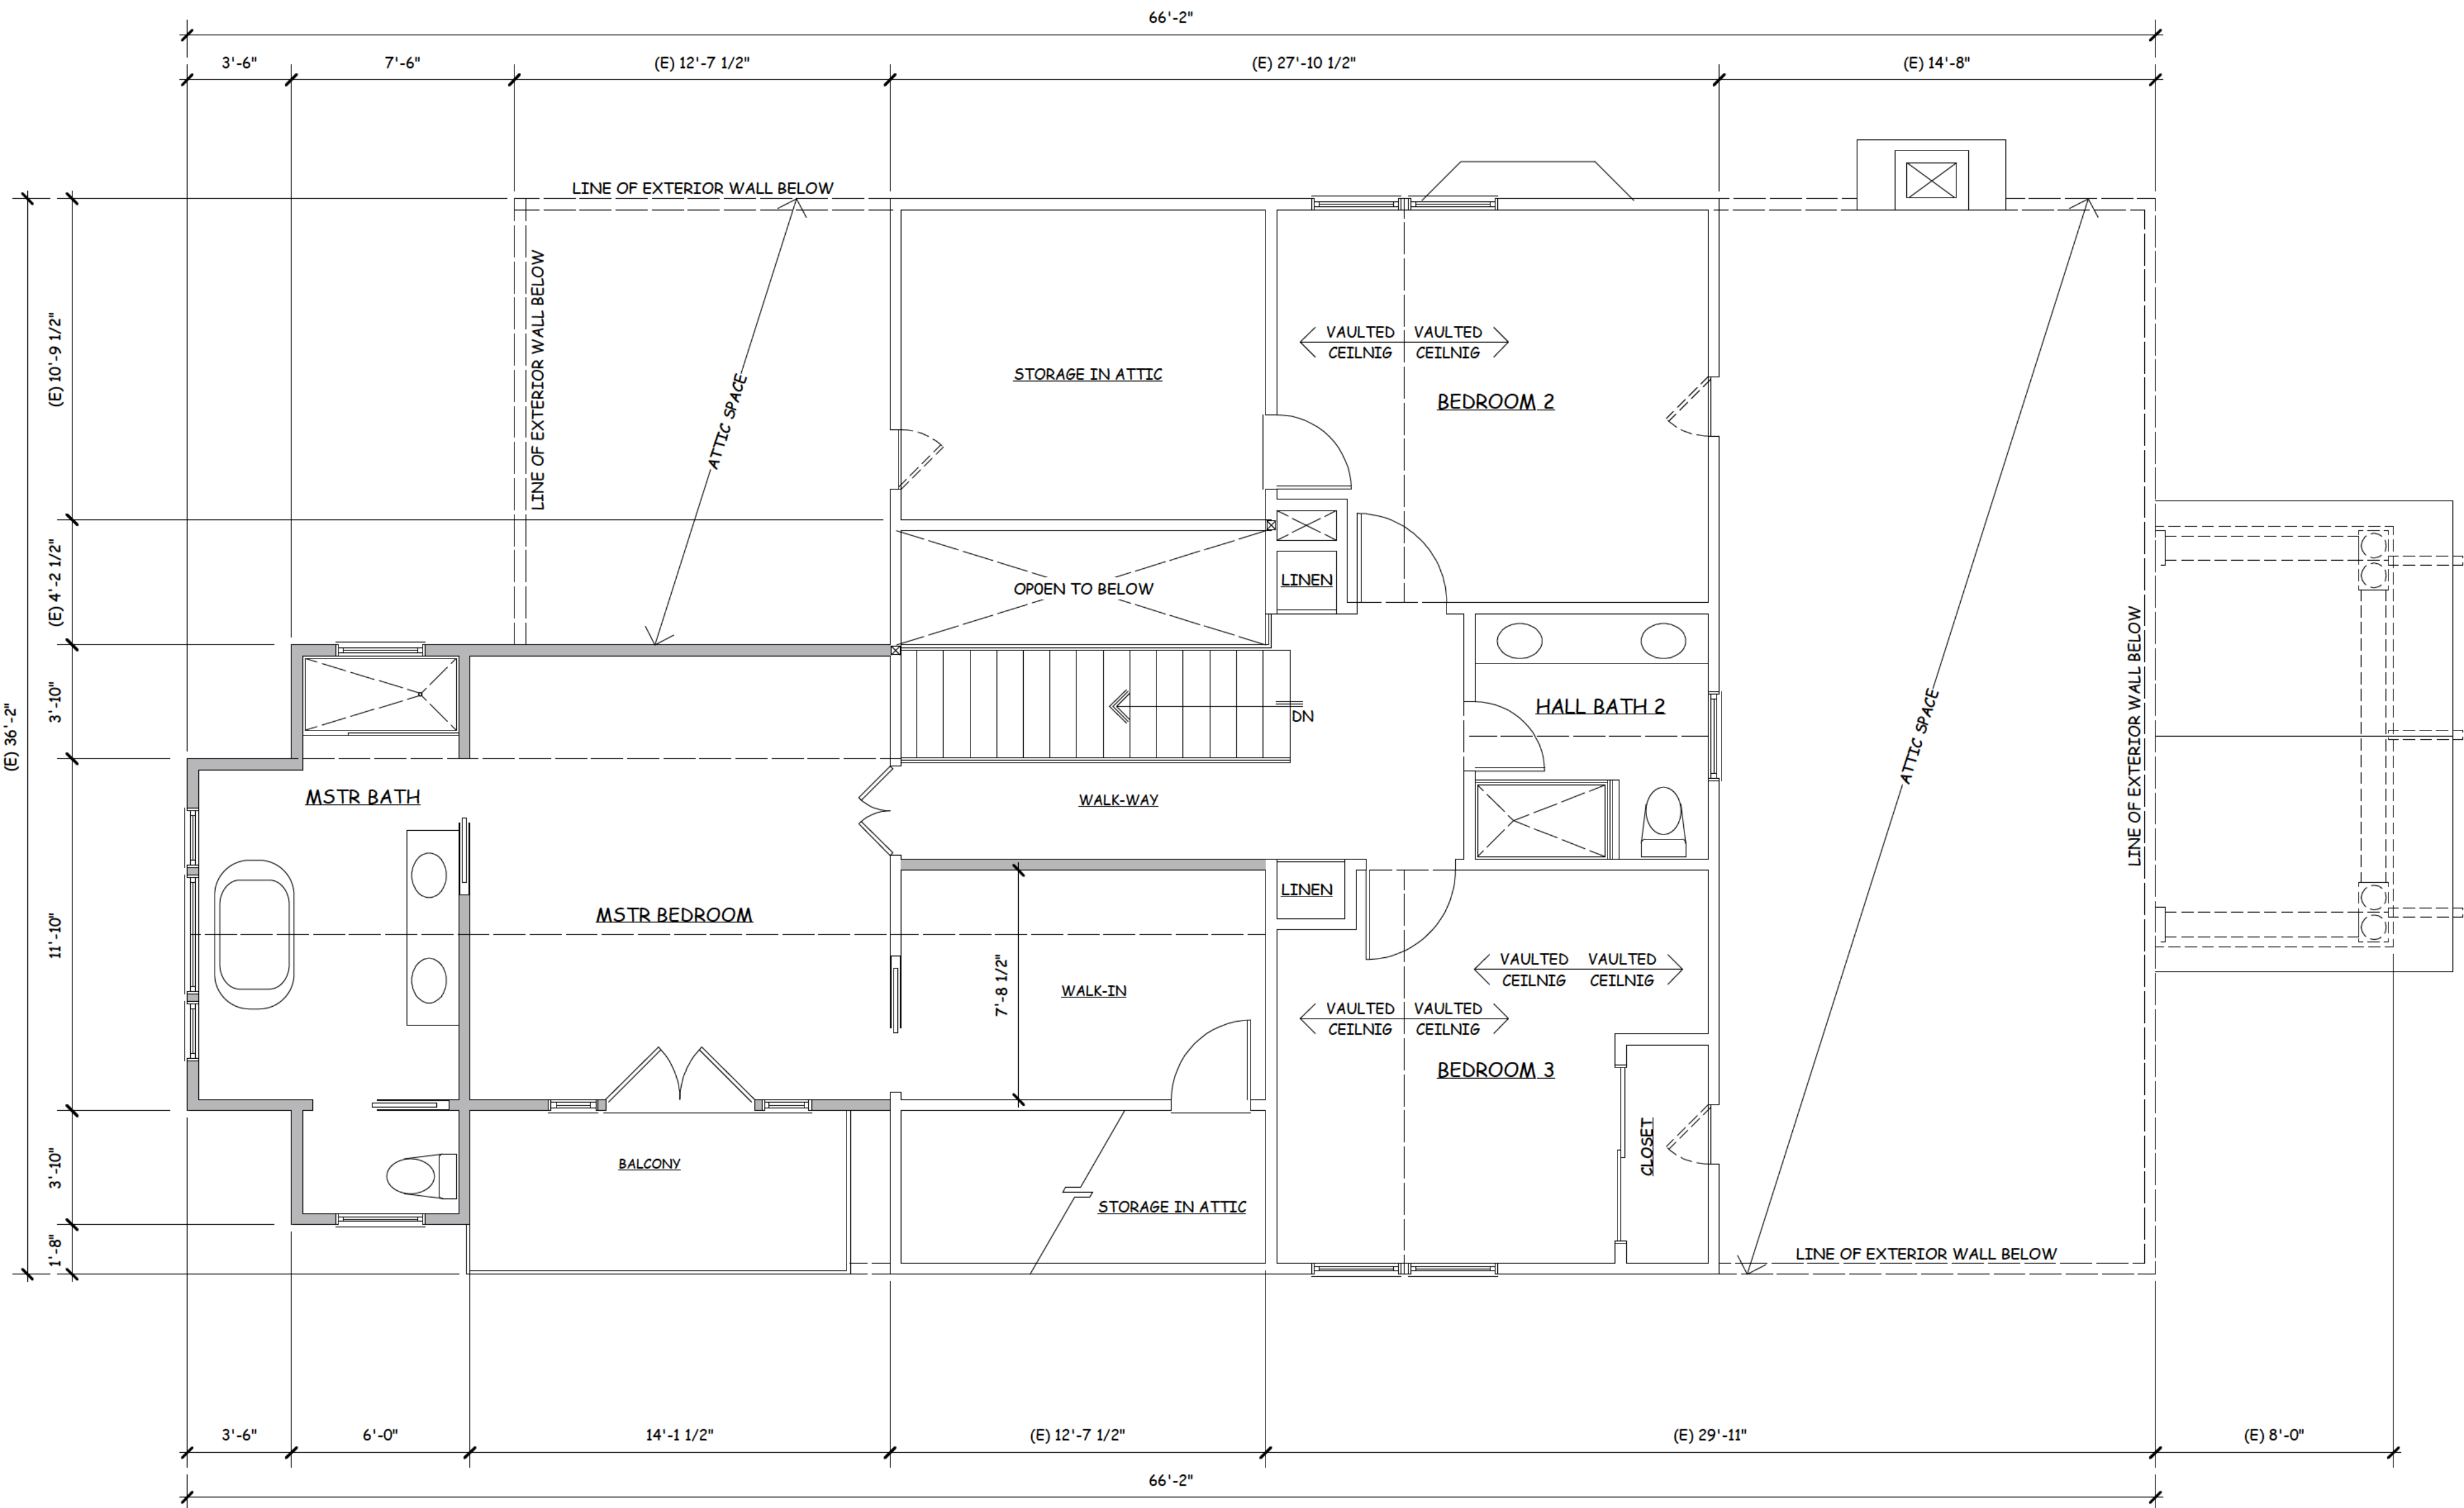 66'-2"
3'-6"
7'-6"
(E) 12'-7 1/2"
(E) 27'-10 1/2"
(E) 14'-8"
LINE OF EXTERIOR WALL BELOW
LINE OF EXTERIOR WALL BELOW
ATTIC SPACE
STORAGE IN ATTIC
VAULTED VAULTED
CEILNIG CEILNIG
BEDROOM 2
(E) 10'-9 1/2"
(E) 4'-2 1/2"
3'-10"
(E) 36'-2"
11'-10"
3'-10"
1'-8"
OPOEN TO BELOW
LINEN
HALL BATH 2
DN
ATTIC SPACE
LINE OF EXTERIOR WALL BELOW
MSTR BATH
WALK-WAY
MSTR BEDROOM
LINEN
7'-8 1/2"
WALK-IN
VAULTED VAULTED
CEILNIG CEILNIG
VAULTED VAULTED
CEILNIG CEILNIG
BEDROOM 3
CLOSET
BALCONY
STORAGE IN ATTIC
LINE OF EXTERIOR WALL BELOW
3'-6"
6'-0"
14'-1 1/2"
(E) 12'-7 1/2"
(E) 29'-11"
(E) 8'-0"
66'-2"